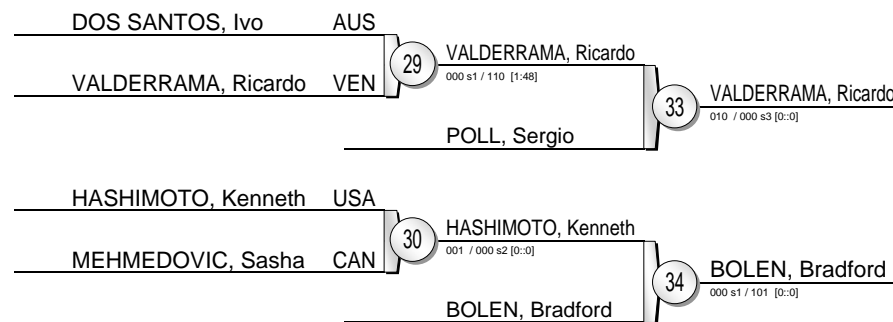 DOS SANTOS, Ivo AUS
29 VALDERRAMA, Ricardo
000 s1 / 110 [1:48]
VALDERRAMA, Ricardo VEN
33 VALDERRAMA, Ricardo
010 / 000 s3 [0::0]
POLL, Sergio
HASHIMOTO, Kenneth USA
30 HASHIMOTO, Kenneth
001 / 000 s2 [0::0]
MEHMEDOVIC, Sasha CAN
34 BOLEN, Bradford
000 s1 / 101 [0::0]
BOLEN, Bradford